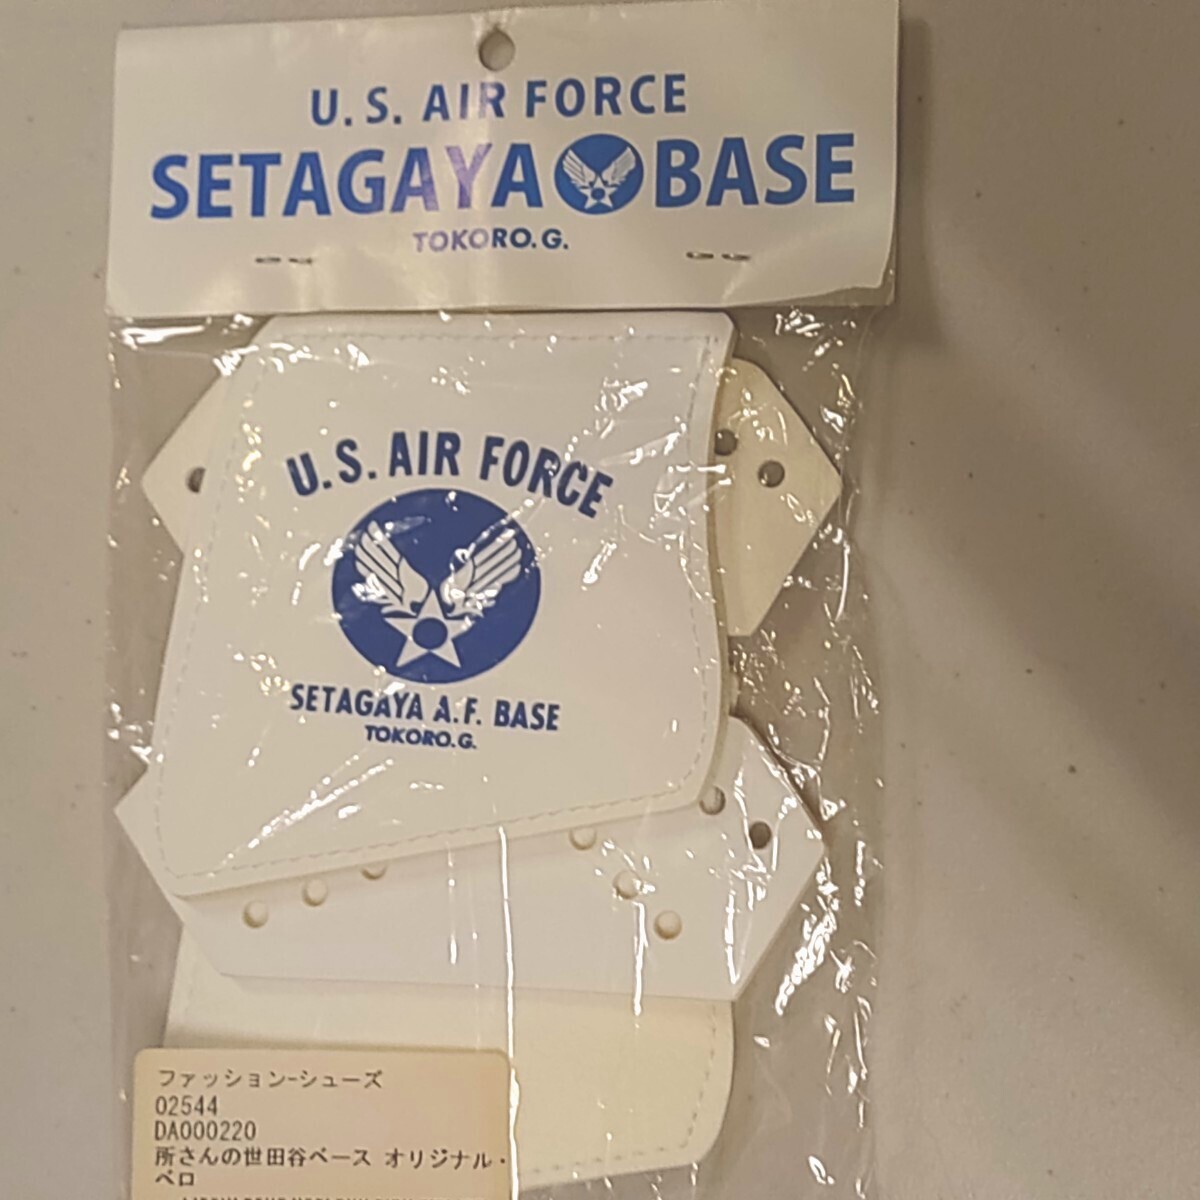 U.S. AIR FORCE
SETAGAYA BASE
TOKORO.G.
U.S. AIR FORCE
SETAGAYA A.F. BASE
TOKORO.G.
ファッション-シューズ
02544
DA000220
所さんの世田谷ベース オリジナル・
ベロ